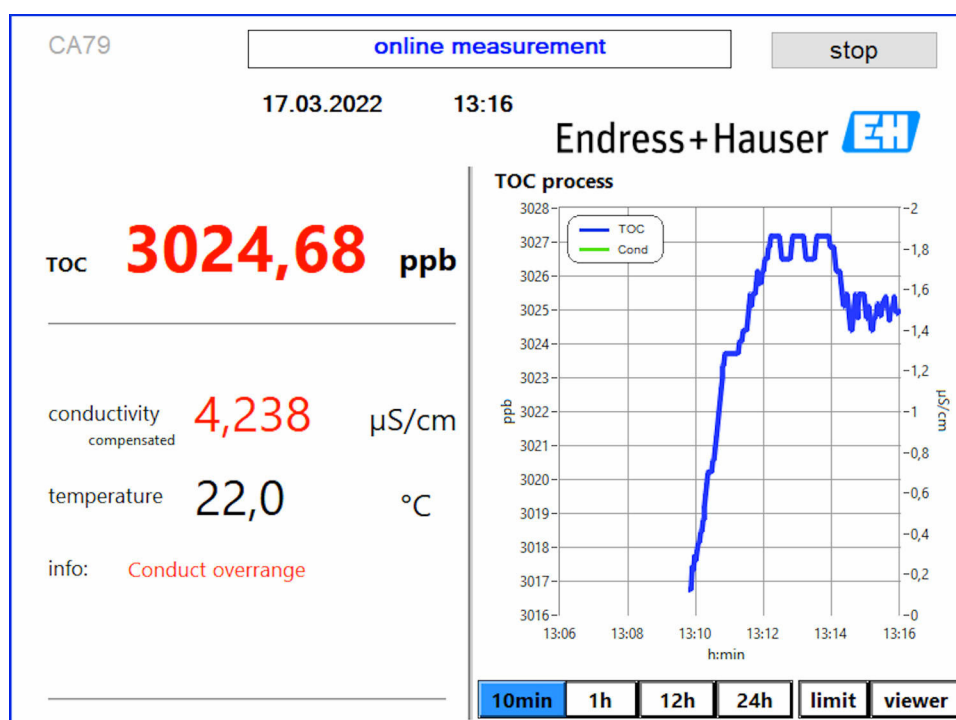 CA79
online measurement
stop
17.03.2022 13:16
Endress+Hauser EH
TOC 3024,68 ppb
conductivity 4,238 µS/cm
compensated
temperature 22,0 °C
info: Conduct overrange
TOC process
TOC
Cond
3028
3027
3026
3025
3024
3023
3022
3021
3020
3019
3018
3017
3016
ppb
2
1,8
1,6
1,4
1,2
1
0,8
0,6
0,4
0,2
0
µS/cm
13:06 13:08 13:10 13:12 13:14 13:16
h:min
10min 1h 12h 24h limit viewer